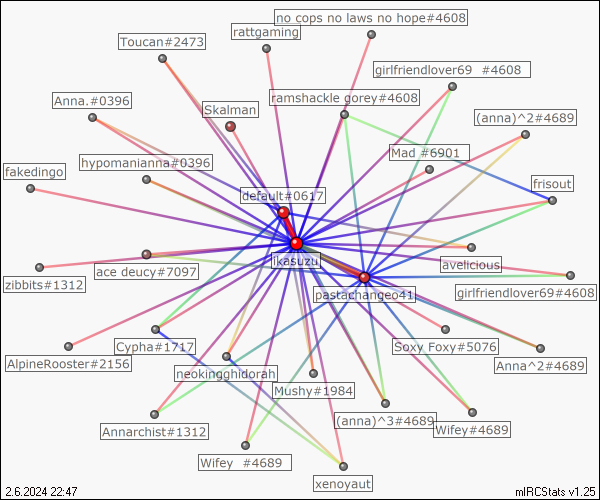 no cops no laws no hope#4608
rattgaming
Toucan#2473
girlfriendlover69 #4608
Anna.#0396
Skalman
ramshackle gorey#4608
(anna)^2#4689
hypomanianna#0396
Mad #6901
fakedingo
default#0617
frisout
ikasuzu
avelicious
ace deucy#7097
zibbits#1312
pastachangeo41
girlfriendlover69#4608
Cypha#1717
Soxy Foxy#5076
AlpineRooster#2156
Anna^2#4689
neokingghidorah
Mushy#1984
(anna)^3#4689
Annarchist#1312
Wifey#4689
Wifey #4689
xenoyaut
2.6.2024 22:47
mIRCStats v1.25